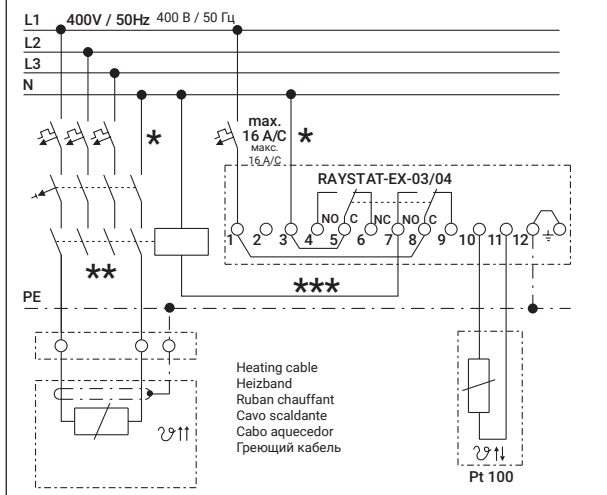 L1 400V / 50Hz 400 В / 50 Гц
L2
L3
N
*
max.
16 A/C
макс.
16 A/C
*
RAYSTAT-EX-03/04
NO C NC NO C
1 2 3 4 5 6 7 8 9 10 11 12
**
***
PE
Heating cable
Heizband
Ruban chauffant
Cavo scaldante
Cabo aquecedor
Греющий кабель
ϑ↑↑
ϑ↑↓
Pt 100